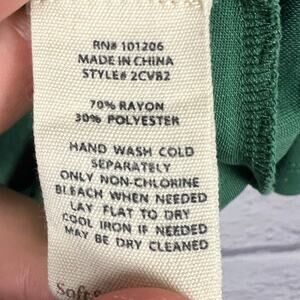 RN# 101206
MADE IN CHINA
STYLE# 2CVB2
70% RAYON
30% POLYESTER
HAND WASH COLD
SEPARATELY
ONLY NON-CHLORINE
BLEACH WHEN NEEDED
LAY FLAT TO DRY
COOL IRON IF NEEDED
MAY BE DRY CLEANED